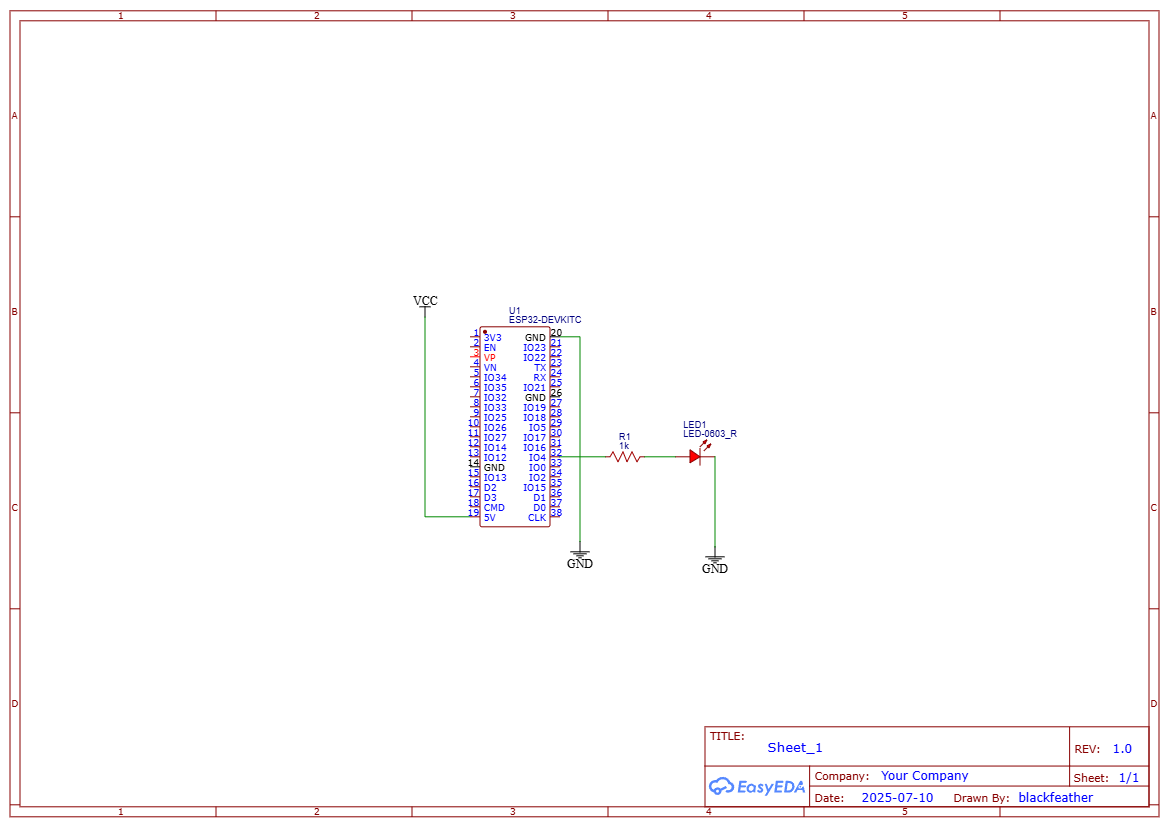 1 2 3 4 5
A A
B B
VCC
U1
ESP32-DEVKITC
1 3V3 GND 20
2 EN IO23 21
3 VP IO22 22
4 VN TX 23
5 IO34 RX 24
6 IO35 IO21 25
7 IO32 GND 26
8 IO33 IO19 27
9 IO25 IO18 28
10 IO26 IO5 29
11 IO27 IO17 30
12 IO14 IO16 31
13 IO12 IO4 32
14 GND IO0 33
15 IO13 IO2 34
16 D2 IO15 35
17 D3 D1 36
18 CMD D0 37
19 5V CLK 38
R1
1k
LED1
LED-0603_R
C C
GND
GND
D D
TITLE:
Sheet_1
REV: 1.0
EasyEDA
Company: Your Company
Sheet: 1/1
Date: 2025-07-10 Drawn By: blackfeather
1 2 3 4 5